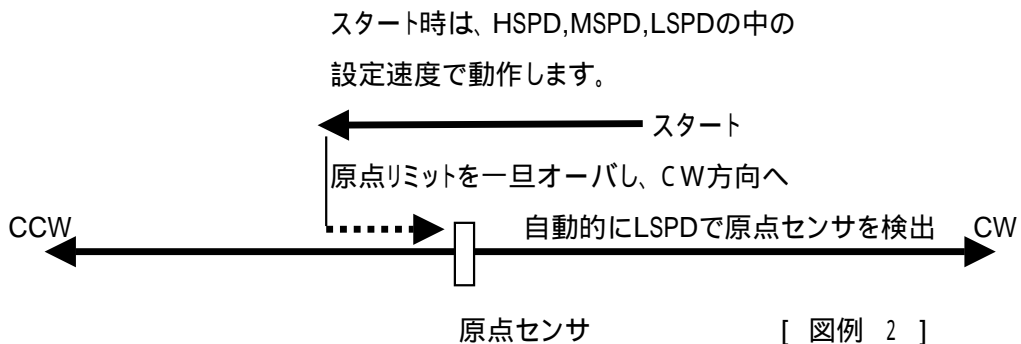 スタート時は、HSPD,MSPD,LSPDの中の
設定速度で動作します。
スタート
原点リミットを一旦オーバし、CW方向へ
CCW
自動的にLSPDで原点センサを検出
CW
原点センサ
[ 図例 2 ]